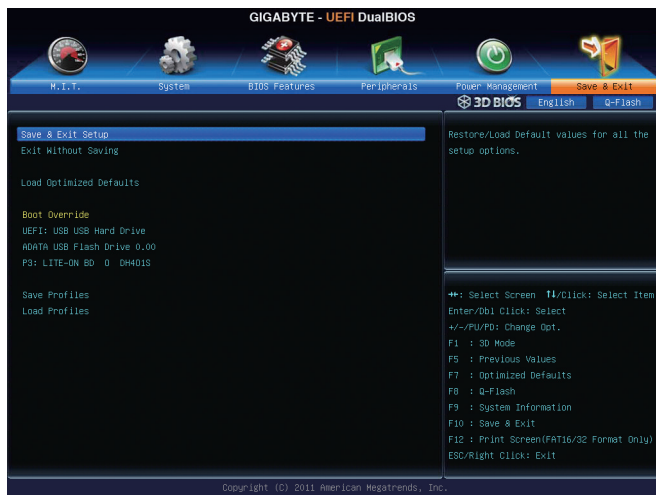 GIGABYTE - UEFI DualBIOS
M.I.T.
System
BIOS Features
Peripherals
Power Management
Save & Exit
3D BIOS
English
Q-Flash
Save & Exit Setup
Exit Without Saving
Load Optimized Defaults
Boot Override
UEFI: USB USB Hard Drive
ADATA USB Flash Drive 0.00
P3: LITE-ON BD O DH401S
Save Profiles
Load Profiles
Restore/Load Default values for all the
setup options.
→←: Select Screen ↑↓/Click: Select Item
Enter/Dbl Click: Select
+/-/PU/PD: Change Opt.
F1 : 3D Mode
F5 : Previous Values
F7 : Optimized Defaults
F8 : Q-Flash
F9 : System Information
F10 : Save & Exit
F12 : Print Screen(FAT16/32 Format Only)
ESC/Right Click: Exit
Copyright (C) 2011 American Megatrends, Inc.